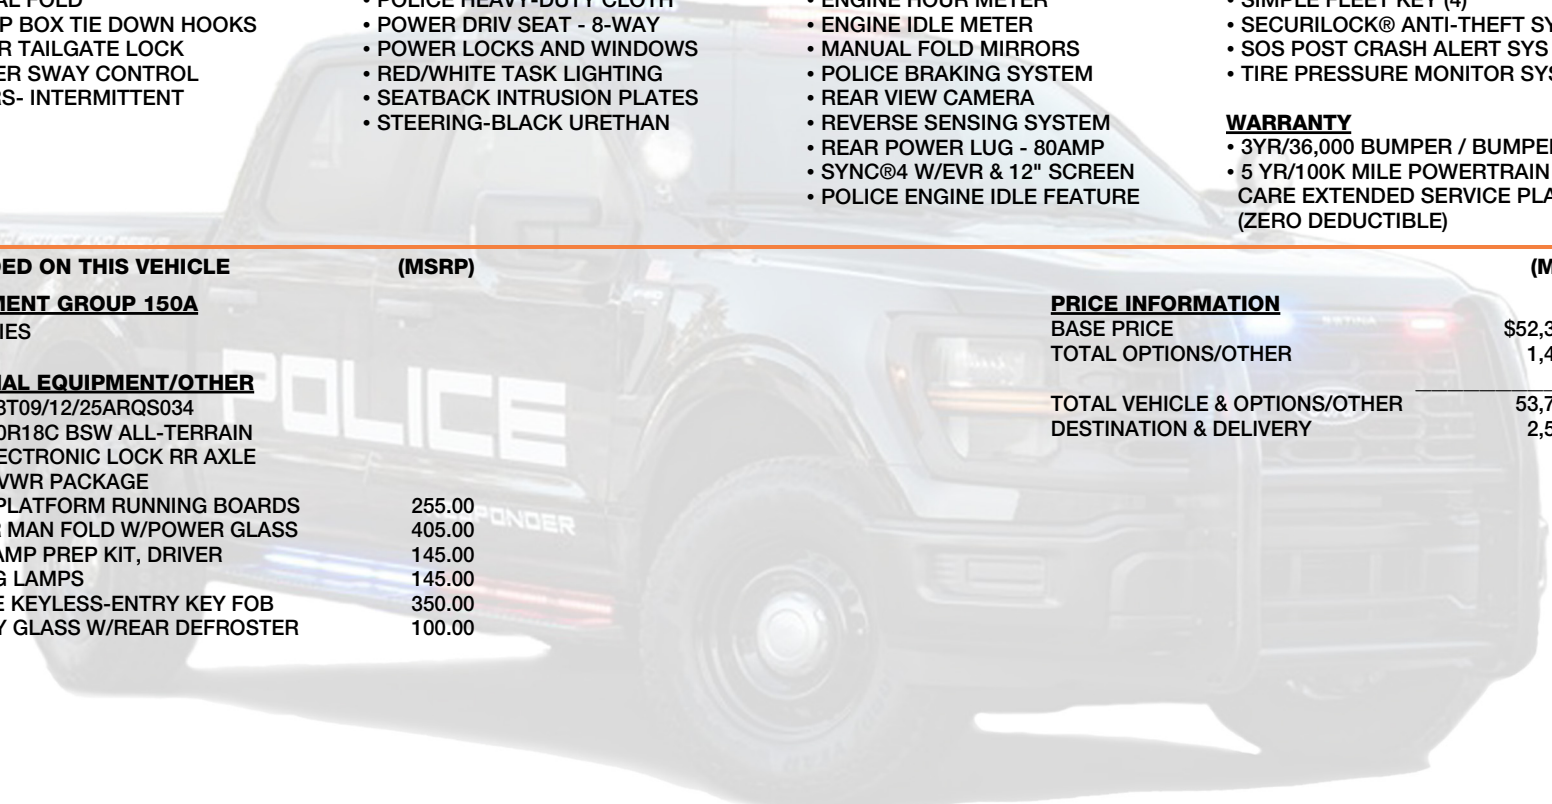 AL FOLD
P BOX TIE DOWN HOOKS
R TAILGATE LOCK
ER SWAY CONTROL
RS- INTERMITTENT
• POLICE HEAVY-DUTY CLOTH
• POWER DRIV SEAT - 8-WAY
• POWER LOCKS AND WINDOWS
• RED/WHITE TASK LIGHTING
• SEATBACK INTRUSION PLATES
• STEERING-BLACK URETHAN
• ENGINE HOUR METER
• ENGINE IDLE METER
• MANUAL FOLD MIRRORS
• POLICE BRAKING SYSTEM
• REAR VIEW CAMERA
• REVERSE SENSING SYSTEM
• REAR POWER LUG - 80AMP
• SYNC®4 W/EVR & 12" SCREEN
• POLICE ENGINE IDLE FEATURE
• SIMPLE FLEET KEY (4)
• SECURILOCK® ANTI-THEFT SY
• SOS POST CRASH ALERT SYS
• TIRE PRESSURE MONITOR SYS
WARRANTY
• 3YR/36,000 BUMPER / BUMPER
• 5 YR/100K MILE POWERTRAIN
CARE EXTENDED SERVICE PLA
(ZERO DEDUCTIBLE)
DED ON THIS VEHICLE (MSRP)
MENT GROUP 150A
IES
NAL EQUIPMENT/OTHER
BT09/12/25ARQS034
0R18C BSW ALL-TERRAIN
ECTRONIC LOCK RR AXLE
VWR PACKAGE
PLATFORM RUNNING BOARDS 255.00
R MAN FOLD W/POWER GLASS 405.00
AMP PREP KIT, DRIVER 145.00
G LAMPS 145.00
E KEYLESS-ENTRY KEY FOB 350.00
Y GLASS W/REAR DEFROSTER 100.00
(M
PRICE INFORMATION
BASE PRICE $52,3
TOTAL OPTIONS/OTHER 1,4
TOTAL VEHICLE & OPTIONS/OTHER 53,7
DESTINATION & DELIVERY 2,5
POLICE
PONDER
SETINA
Ford